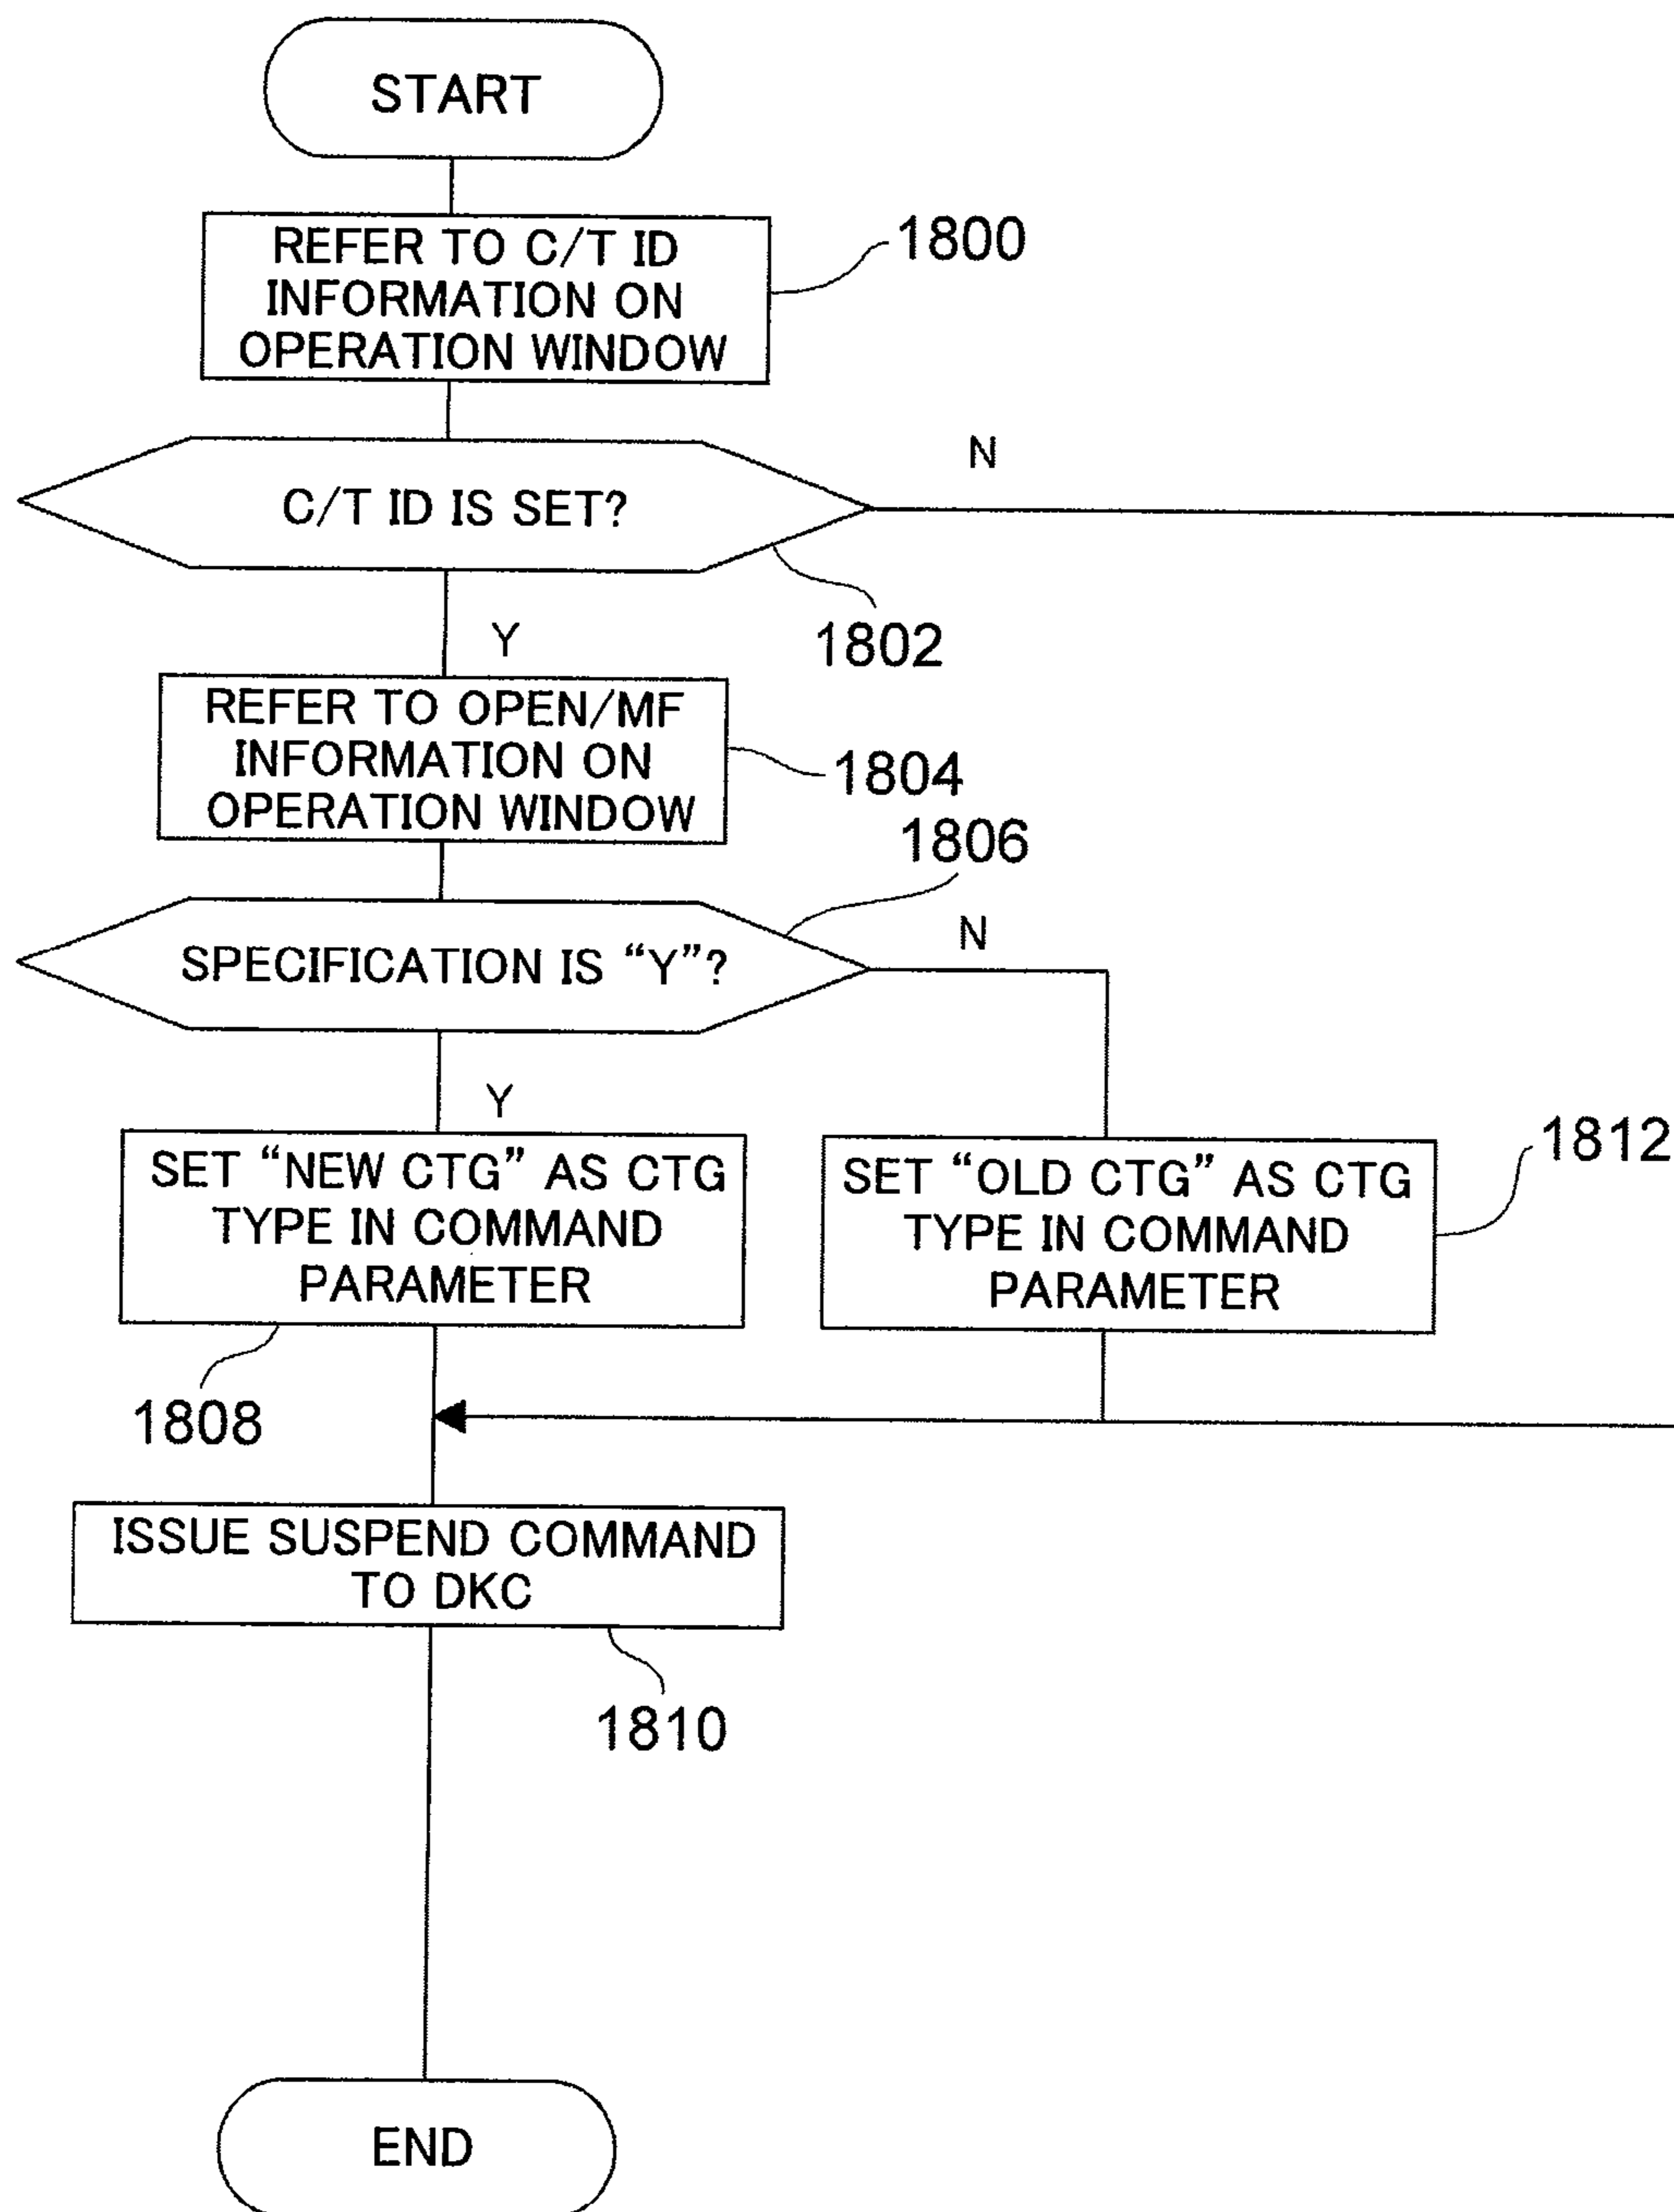 START
REFER TO C/T ID
INFORMATION ON
OPERATION WINDOW
1800
C/T ID IS SET?
N
1802
Y
REFER TO OPEN/MF
INFORMATION ON
OPERATION WINDOW
1804
1806
SPECIFICATION IS “Y”?
N
Y
SET “NEW CTG” AS CTG
TYPE IN COMMAND
PARAMETER
1808
SET “OLD CTG” AS CTG
TYPE IN COMMAND
PARAMETER
1812
ISSUE SUSPEND COMMAND
TO DKC
1810
END